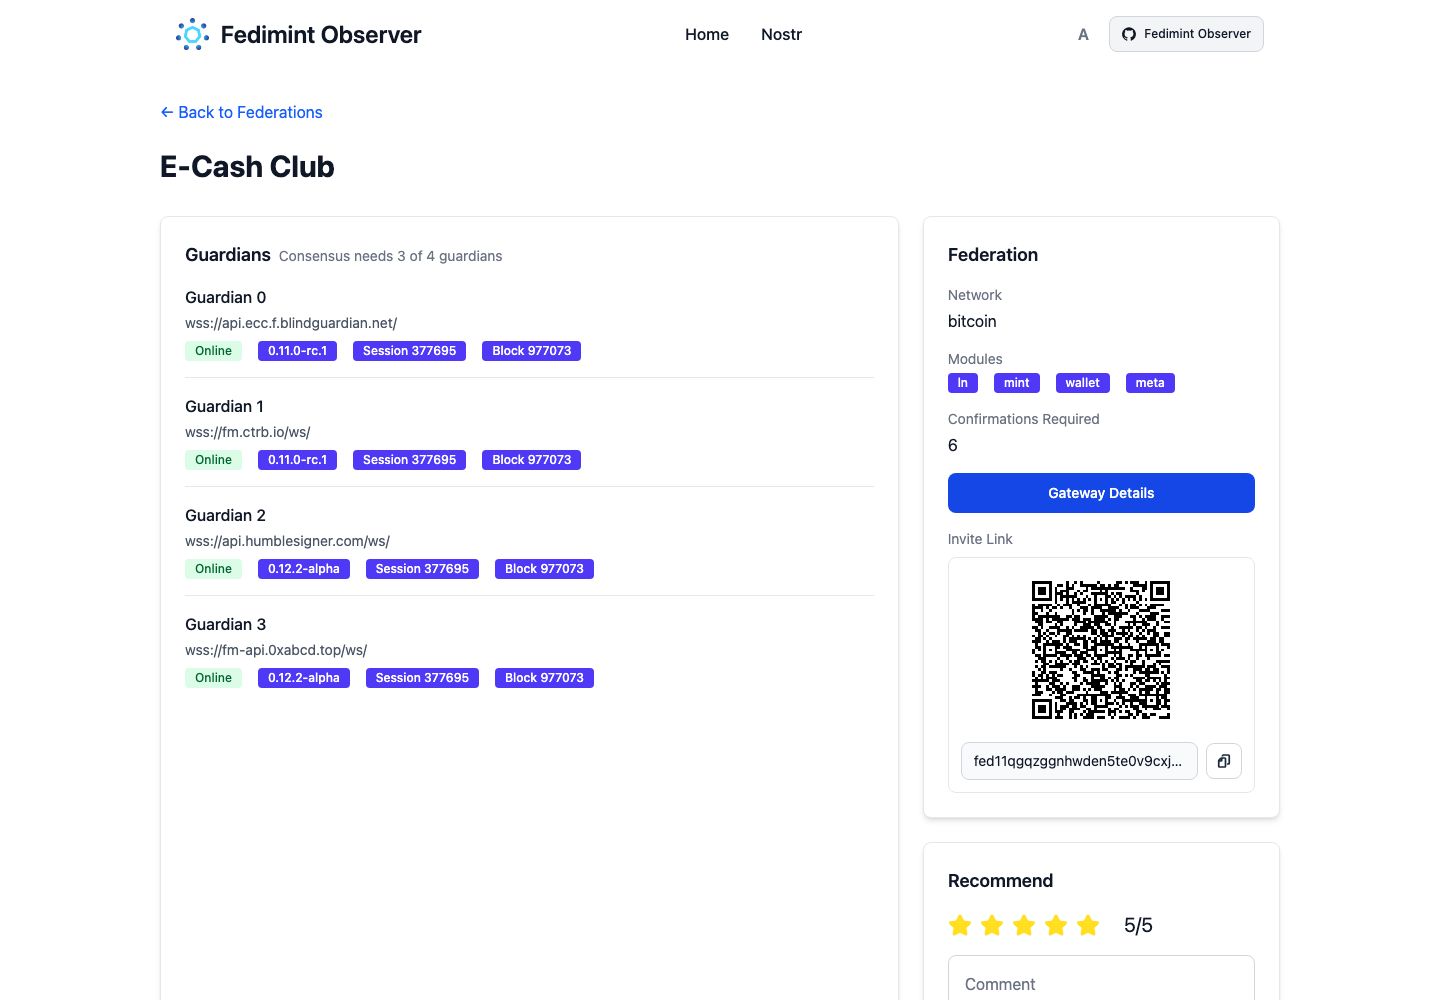 Fedimint Observer
Home
Nostr
A
Fedimint Observer
← Back to Federations
E-Cash Club
Guardians Consensus needs 3 of 4 guardians
Guardian 0
wss://api.ecc.f.blindguardian.net/
Online 0.11.0-rc.1 Session 377695 Block 977073
Guardian 1
wss://fm.ctrb.io/ws/
Online 0.11.0-rc.1 Session 377695 Block 977073
Guardian 2
wss://api.humblesigner.com/ws/
Online 0.12.2-alpha Session 377695 Block 977073
Guardian 3
wss://fm-api.0xabcd.top/ws/
Online 0.12.2-alpha Session 377695 Block 977073
Federation
Network
bitcoin
Modules
ln mint wallet meta
Confirmations Required
6
Gateway Details
Invite Link
fed11qgqzggnhwden5te0v9cxj...
Recommend
5/5
Comment